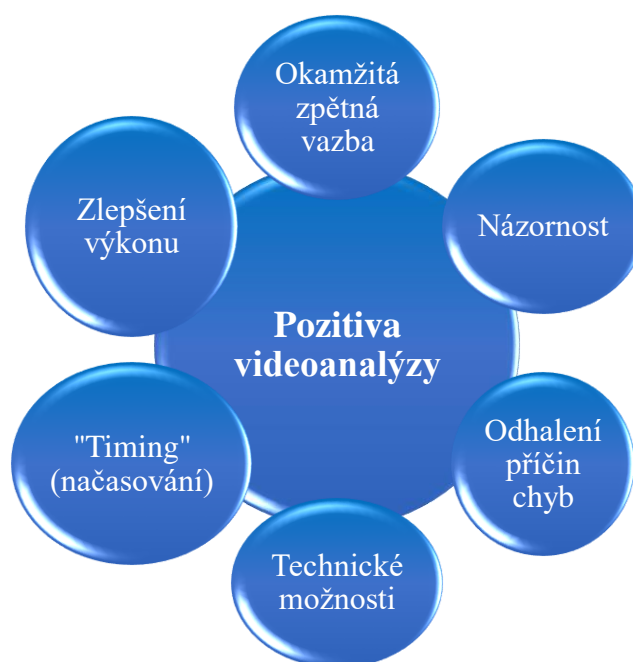 Okamžitá
zpětná
vazba
Názornost
Odhalení
příčin
chyb
Technické
možnosti
"Timing"
(načasování)
Zlepšení
výkonu
Pozitiva
videoanalýzy